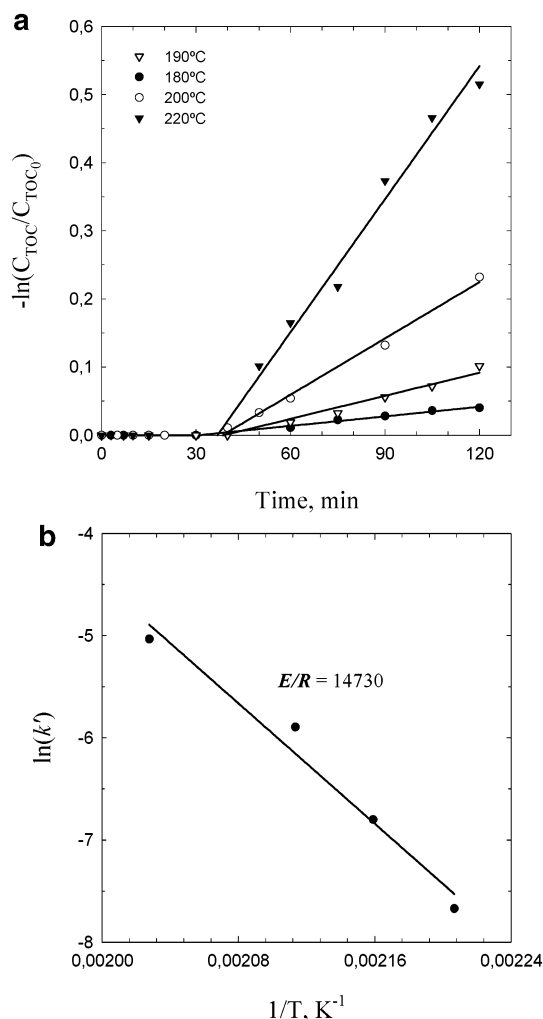 a
0,6
0,5
0,4
0,3
0,2
0,1
0,0
-ln(C_TOC/C_TOC0)
190ºC
180ºC
200ºC
220ºC
0 30 60 90 120
Time, min
b
-4
-5
-6
-7
-8
ln(k')
E/R = 14730
0,00200 0,00208 0,00216 0,00224
1/T, K-1